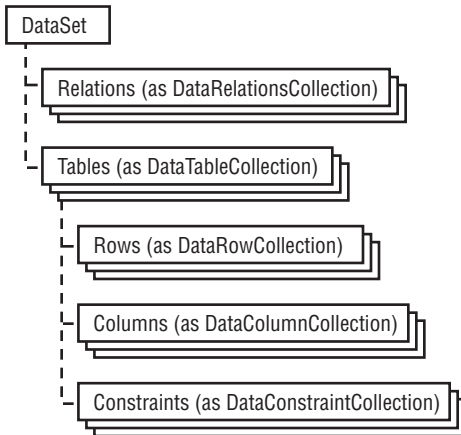 DataSet
Relations (as DataRelationsCollection)
Tables (as DataTableCollection)
Rows (as DataRowCollection)
Columns (as DataColumnCollection)
Constraints (as DataConstraintCollection)